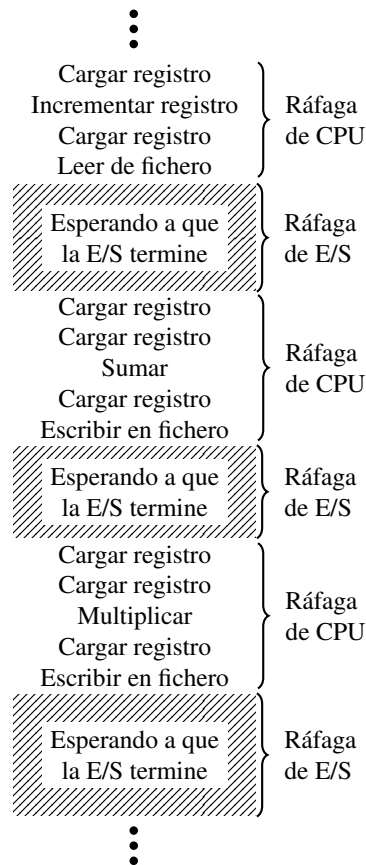 Cargar registro
Incrementar registro
Cargar registro
Leer de fichero
Ráfaga
de CPU
Esperando a que
la E/S termine
Ráfaga
de E/S
Cargar registro
Cargar registro
Sumar
Cargar registro
Escribir en fichero
Ráfaga
de CPU
Esperando a que
la E/S termine
Ráfaga
de E/S
Cargar registro
Cargar registro
Multiplicar
Cargar registro
Escribir en fichero
Ráfaga
de CPU
Esperando a que
la E/S termine
Ráfaga
de E/S